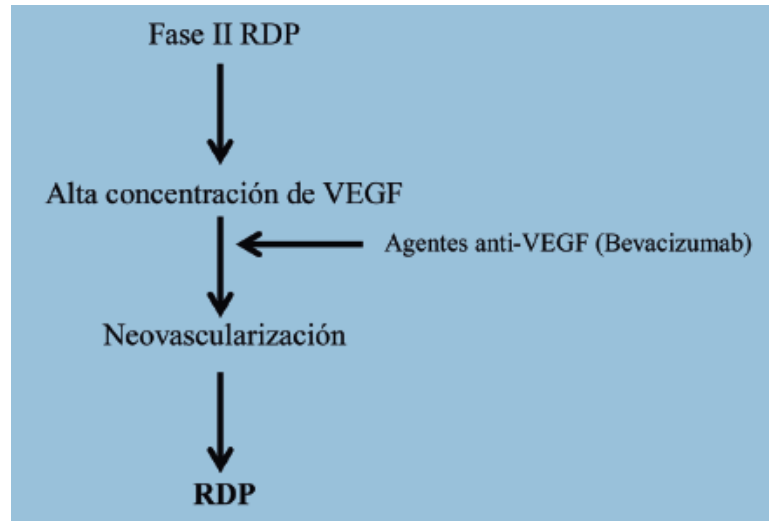 Fase II RDP
Alta concentración de VEGF
Agentes anti-VEGF (Bevacizumab)
Neovascularización
RDP